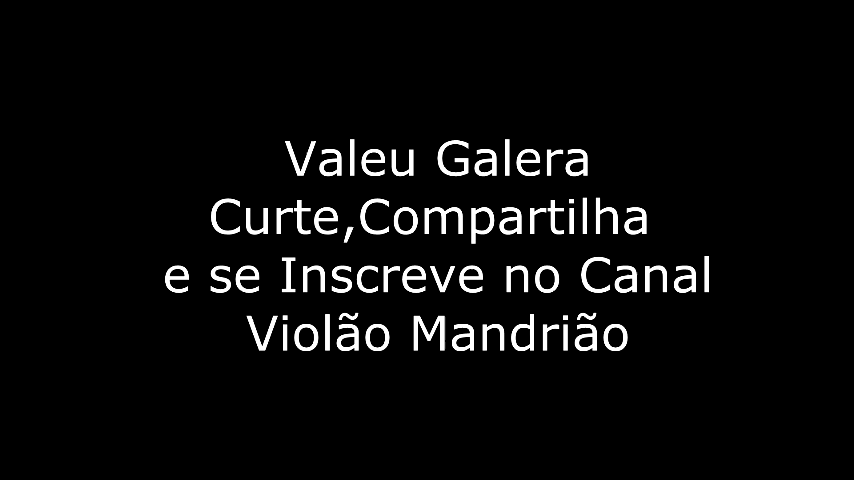 Valeu Galera
Curte,Compartilha
e se Inscreve no Canal
Violão Mandrião